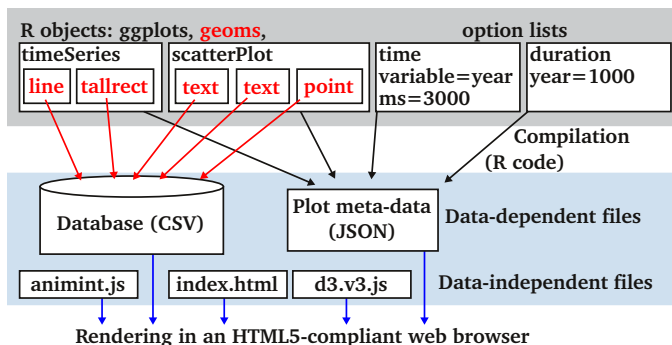 R objects: ggplots, geoms, option lists
timeSeries scatterPlot time duration
variable=year year=1000
line tallrect text text point ms=3000
Compilation
(R code)
Database (CSV) Plot meta-data
(JSON) Data-dependent files
animint.js index.html d3.v3.js Data-independent files
Rendering in an HTML5-compliant web browser